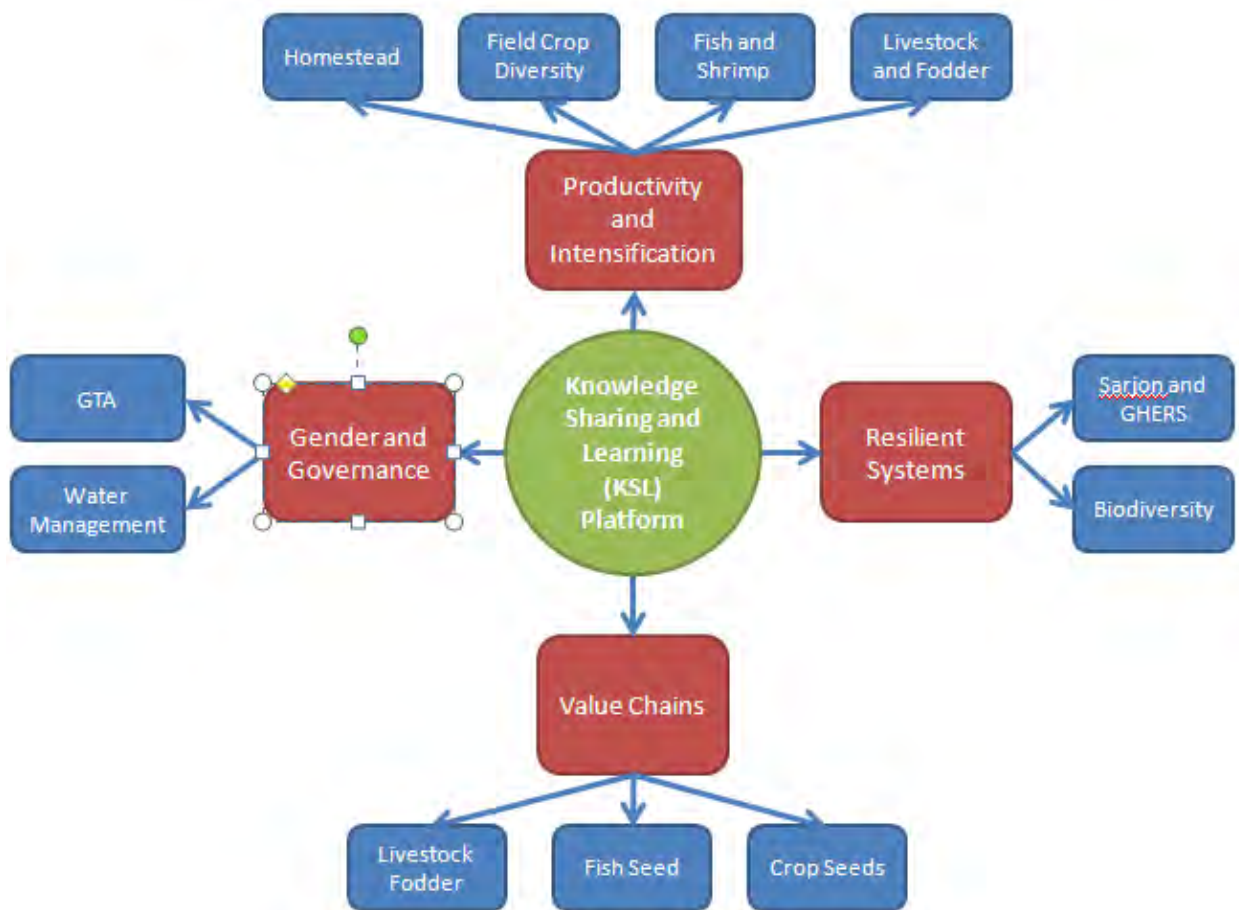 Homestead
Field Crop
Diversity
Fish and
Shrimp
Livestock
and Fodder
Productivity
and
Intensification
GTA
Water
Management
Gender and
Governance
Knowledge
Sharing and
Learning
(KSL)
Platform
Resilient
Systems
Sarjon and
GHERS
Biodiversity
Value Chains
Livestock
Fodder
Fish Seed
Crop Seeds